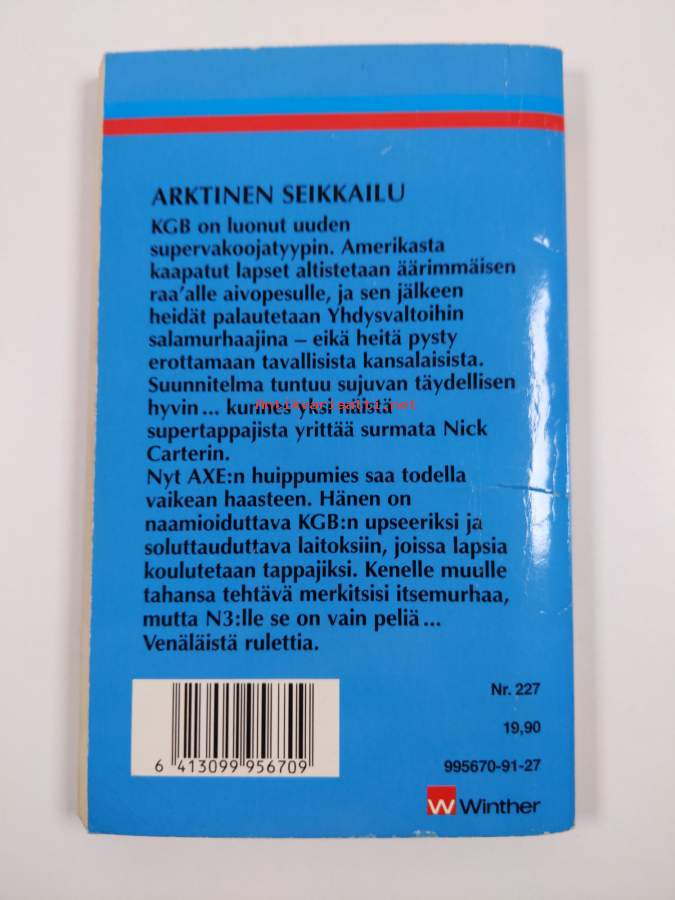 ARKTINEN SEIKKAILU
KGB on luonut uuden
supervakoojatyypin. Amerikasta
kaapatut lapset altistetaan äärimmäisen
raa'alle aivopesulle, ja sen jälkeen
heidät palautetaan Yhdysvaltoihin
salamurhaajina – eikä heitä pysty
erottamaan tavallisista kansalaisista.
Suunnitelma tuntuu sujuvan täydellisen
hyvin ... kunnes yksi näistä
Antikvariaatti.net
supertappajista yrittää surmata Nick
Carterin.
Nyt AXE:n huippumies saa todella
vaikean haasteen. Hänen on
naamioiduttava KGB:n upseeriksi ja
soluttauduttava laitoksiin, joissa lapsia
koulutetaan tappajiksi. Kenelle muulle
tahansa tehtävä merkitsisi itsemurhaa,
mutta N3:lle se on vain peliä ...
Venäläistä rulettia.
Nr. 227
19,90
6 413099 956709
995670-91-27
W Winther